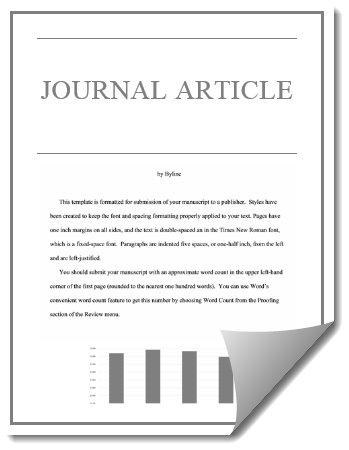 JOURNAL ARTICLE
by Byline
This template is formatted for submission of your manuscript to a publisher. Styles have
been created to keep the font and spacing formatting properly applied to your text. Pages have
one inch margins on all sides, and the text is double-spaced an in the Times New Roman font,
which is a fixed-space font. Paragraphs are indented five spaces, or one-half inch, from the left
and are left-justified.
You should submit your manuscript with an approximate word count in the upper left-hand
corner of the first page (rounded to the nearest one hundred words). You can use Word's
convenient word count feature to get this number by choosing Word Count from the Proofing
section of the Review menu.